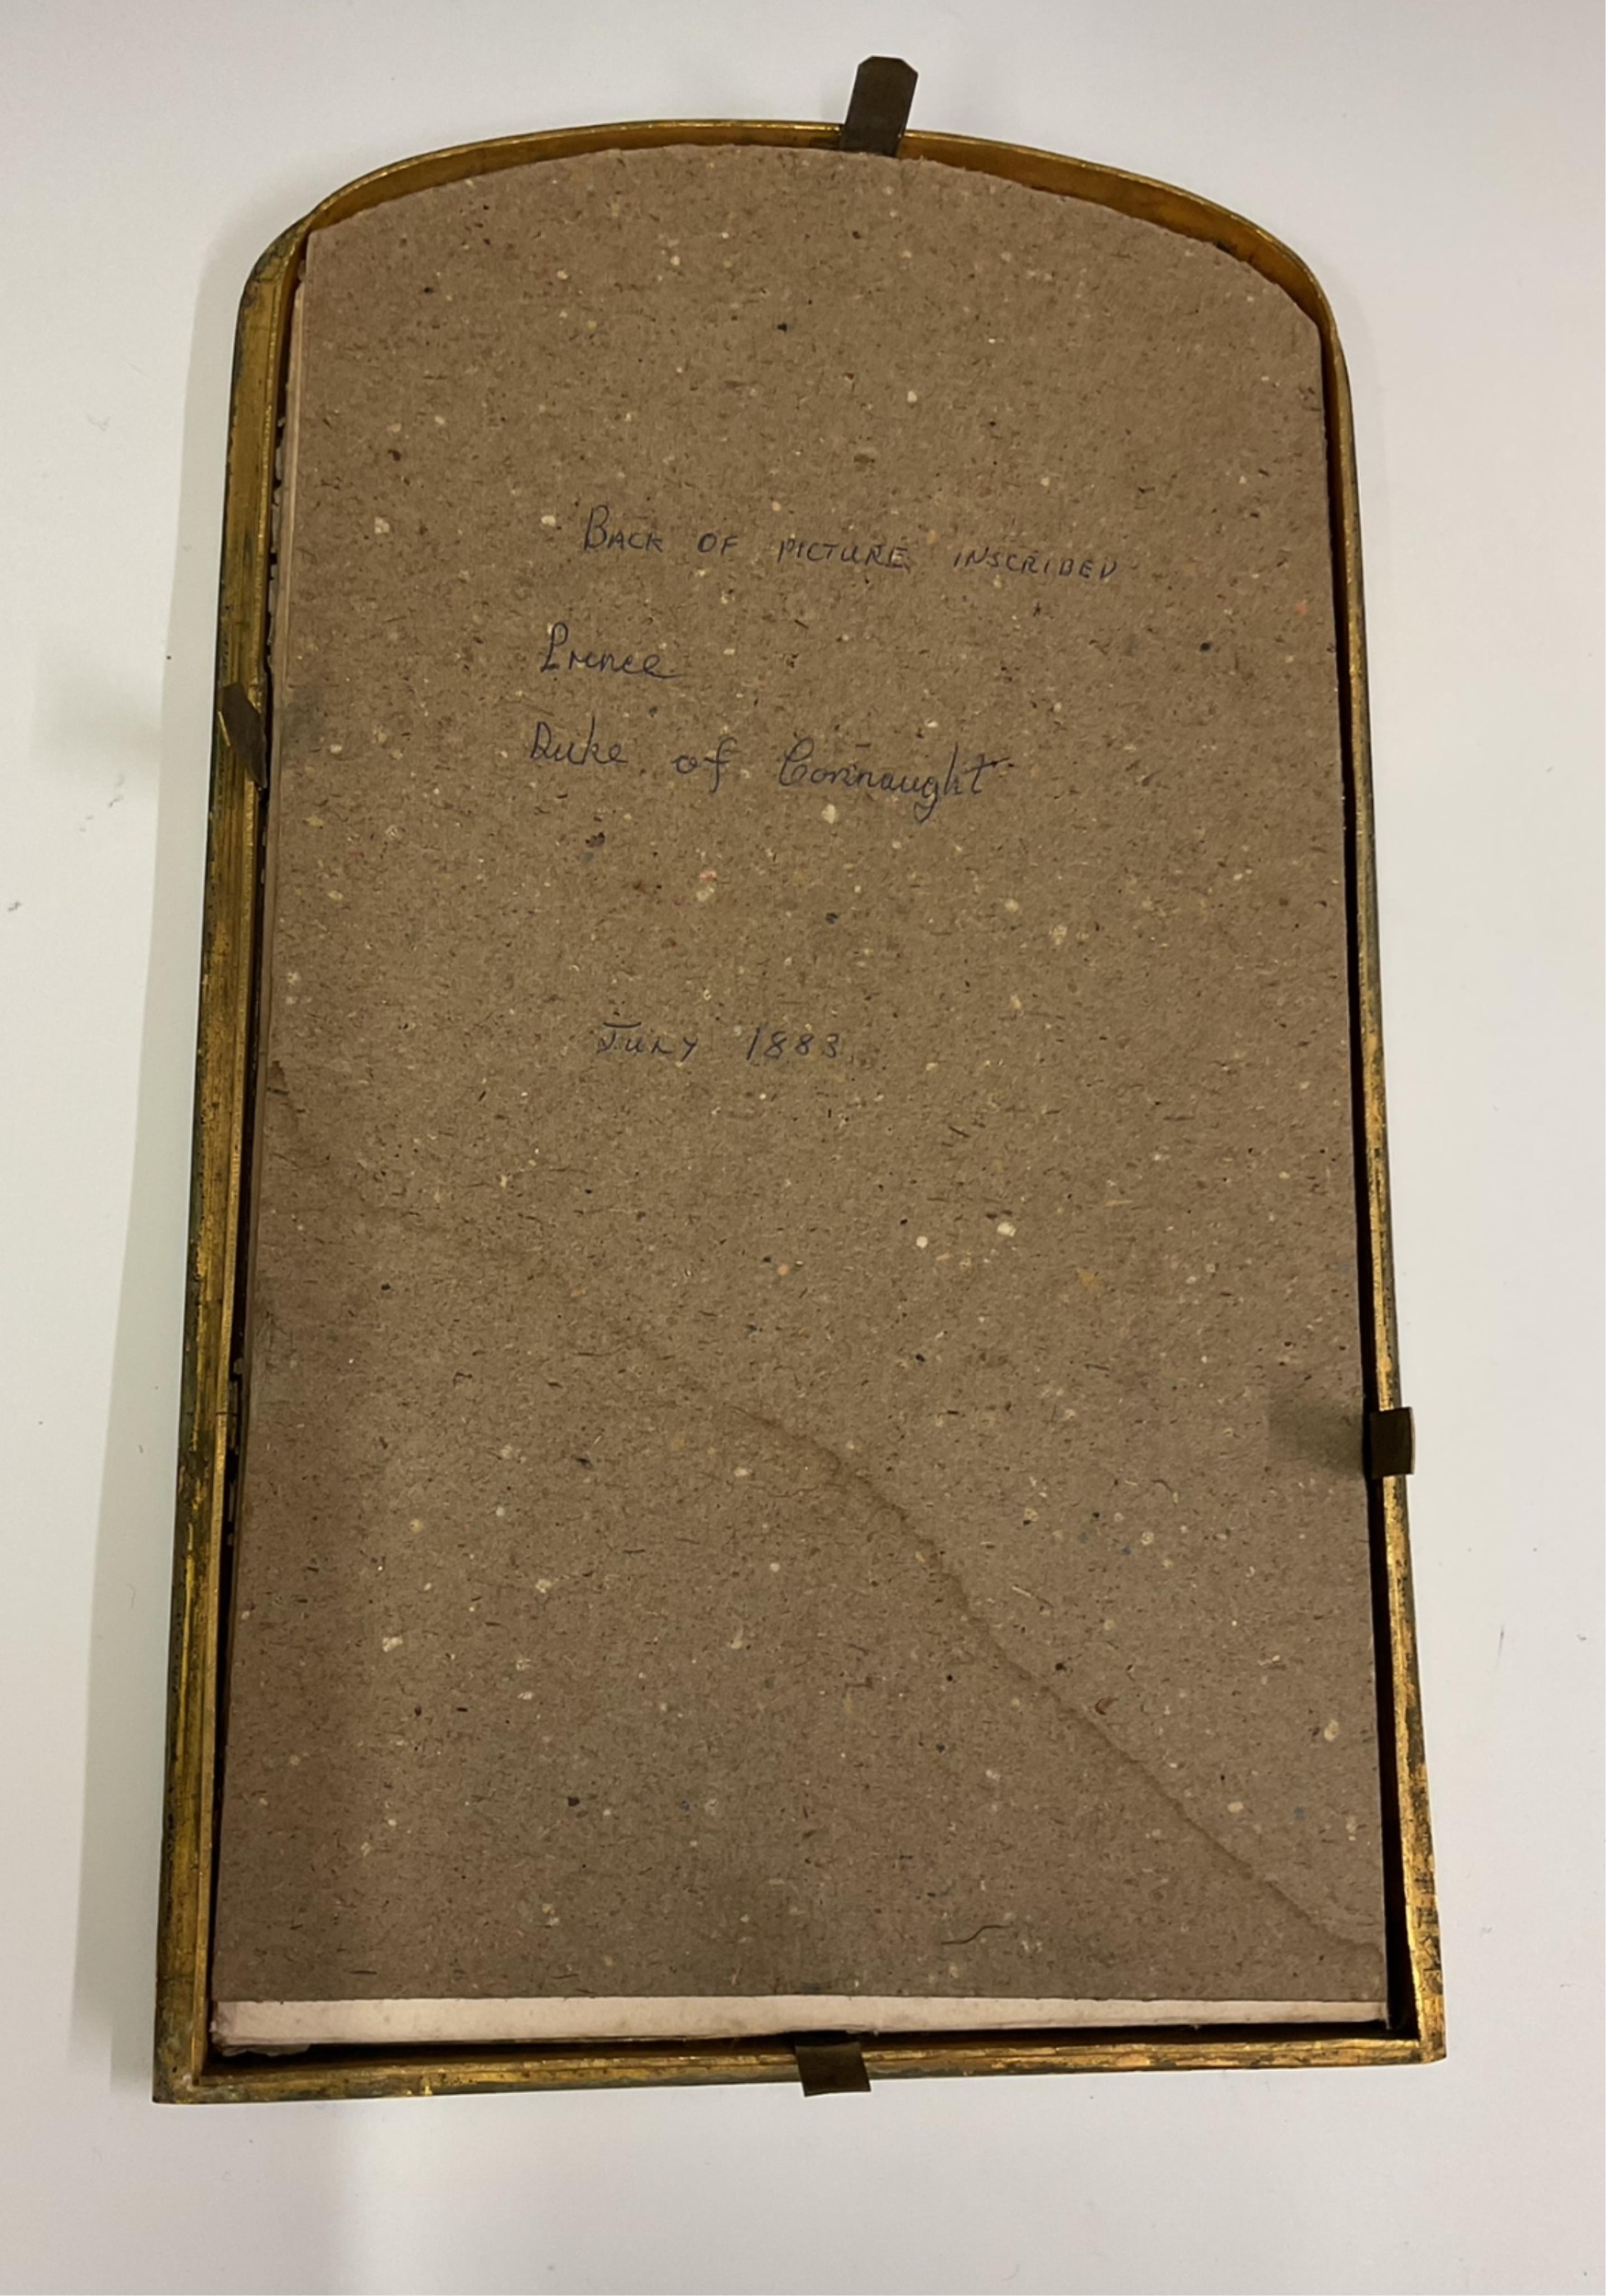 BACK OF PICTURE INSCRIBED
Prince
Duke of Connaught
JULY 1883